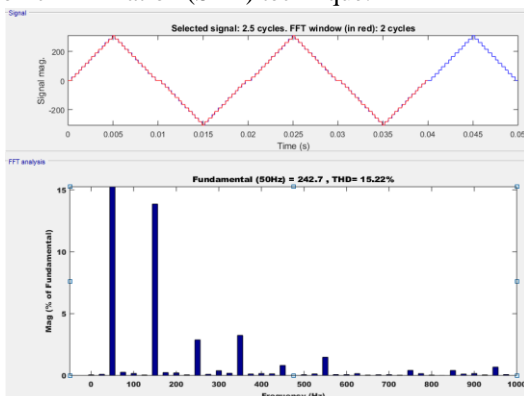 Signal
Selected signal: 2.5 cycles. FFT window (in red): 2 cycles
Signal mag.
200
0
-200
0 0.005 0.01 0.015 0.02 0.025 0.03 0.035 0.04 0.045 0.05
Time (s)
FFT analysis
Fundamental (50Hz) = 242.7 , THD= 15.22%
Mag (% of Fundamental)
15
10
5
0
0 100 200 300 400 500 600 700 800 900 1000
Frequency (Hz)